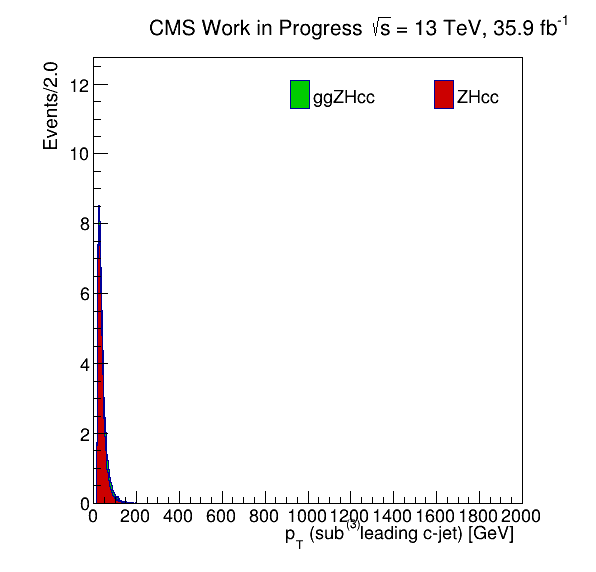 CMS Work in Progress √s = 13 TeV, 35.9 fb⁻¹
Events/2.0
ggZHcc ZHcc
12
10
8
6
4
2
0
0 200 400 600 800 1000 1200 1400 1600 1800 2000
p_T (sub⁽³⁾leading c-jet) [GeV]